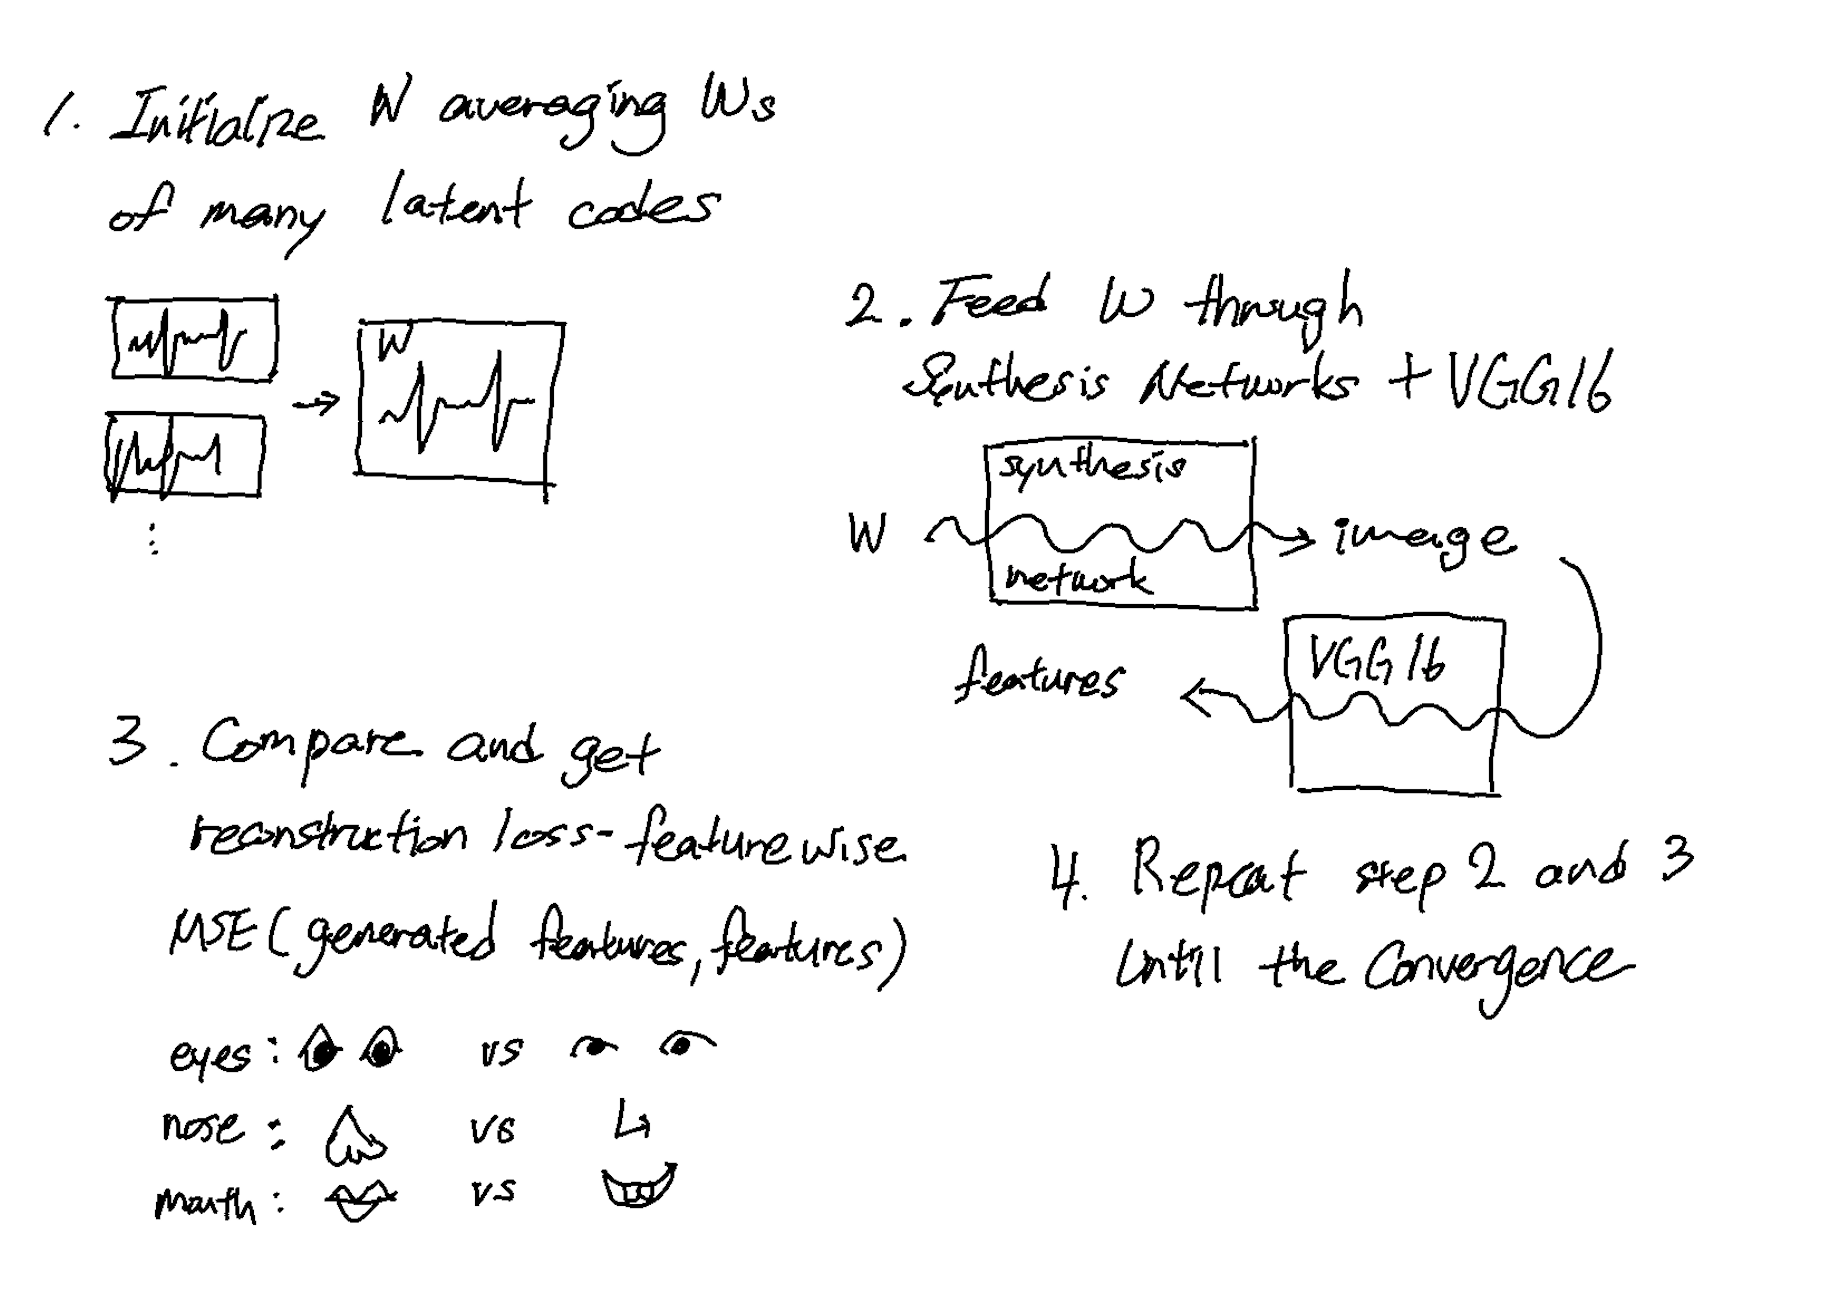 1. Initialize W averaging Ws
of many latent codes
W
2. Feed W through
Synthesis Networks + VGG16
synthesis
W
image
network
VGG16
features
3. Compare and get
reconstruction loss-featurewise
MSE(generated features, features)
eyes: vs
nose: vs
mouth: vs
4. Repeat step 2 and 3
Untill the Convergence